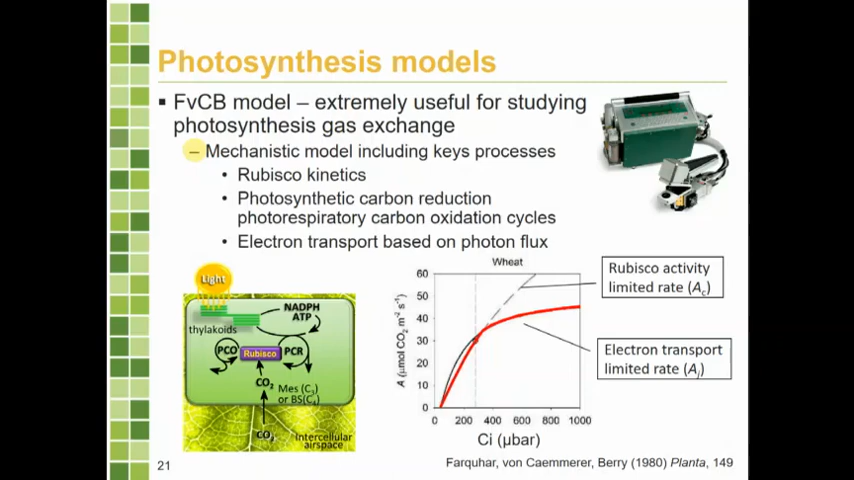 Photosynthesis models
▪ FvCB model – extremely useful for studying
photosynthesis gas exchange
– Mechanistic model including keys processes
• Rubisco kinetics
• Photosynthetic carbon reduction
photorespiratory carbon oxidation cycles
• Electron transport based on photon flux
Light
NADPH
ATP
thylakoids
PCO
Rubisco
PCR
CO2
Mes (C3)
or BS(C4)
CO2
Intercellular
airspace
Wheat
60
50
40
30
20
10
0
A (μmol CO2 m⁻² s⁻¹)
0 200 400 600 800 1000
Ci (μbar)
Rubisco activity
limited rate (Ac)
Electron transport
limited rate (Aj)
21
Farquhar, von Caemmerer, Berry (1980) Planta, 149